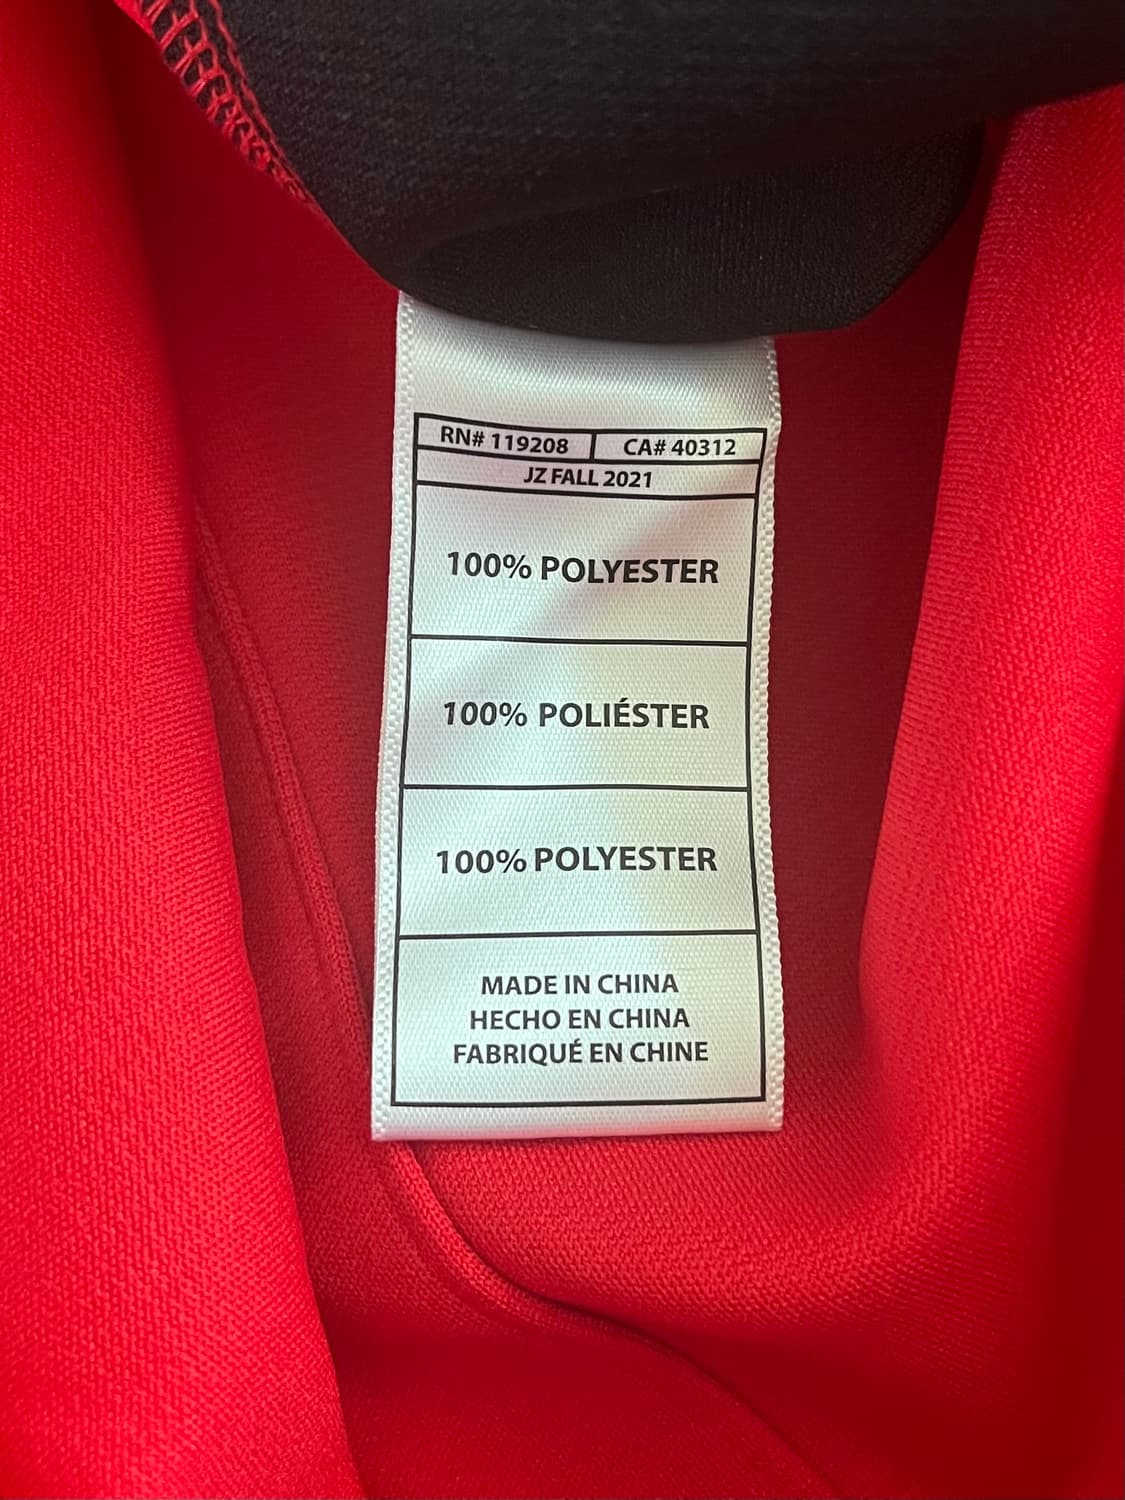 RN# 119208 CA# 40312
JZ FALL 2021
100% POLYESTER
100% POLIÉSTER
100% POLYESTER
MADE IN CHINA
HECHO EN CHINA
FABRIQUÉ EN CHINE